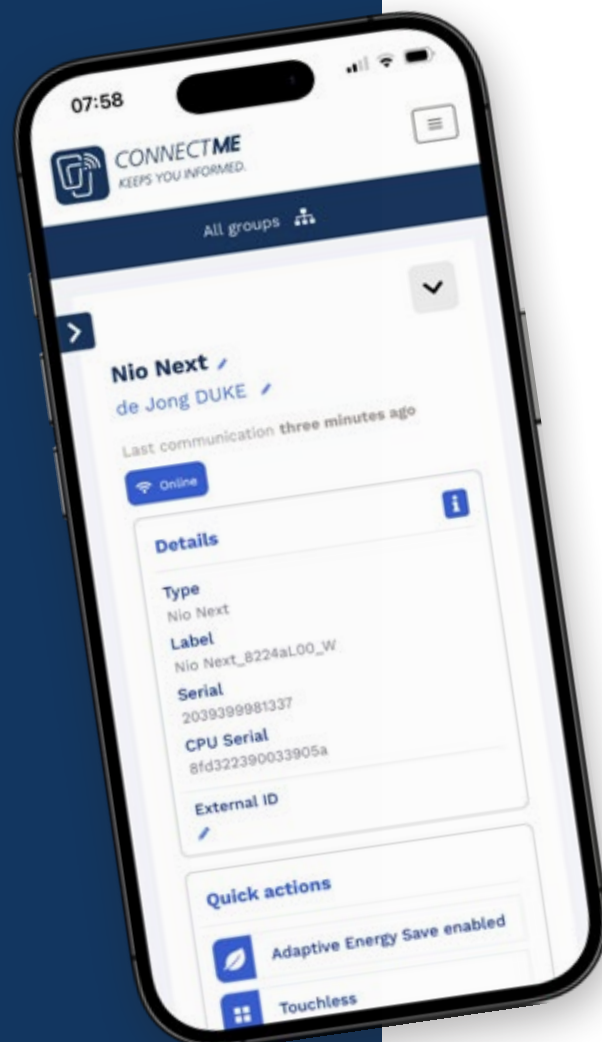 07:58
CONNECTME
KEEPS YOU INFORMED.
All groups
Nio Next
de Jong DUKE
Last communication three minutes ago
Online
Details
Type
Nio Next
Label
Nio Next_8224aL00_W
Serial
2039399981337
CPU Serial
8fd322390033905a
External ID
Quick actions
Adaptive Energy Save enabled
Touchless